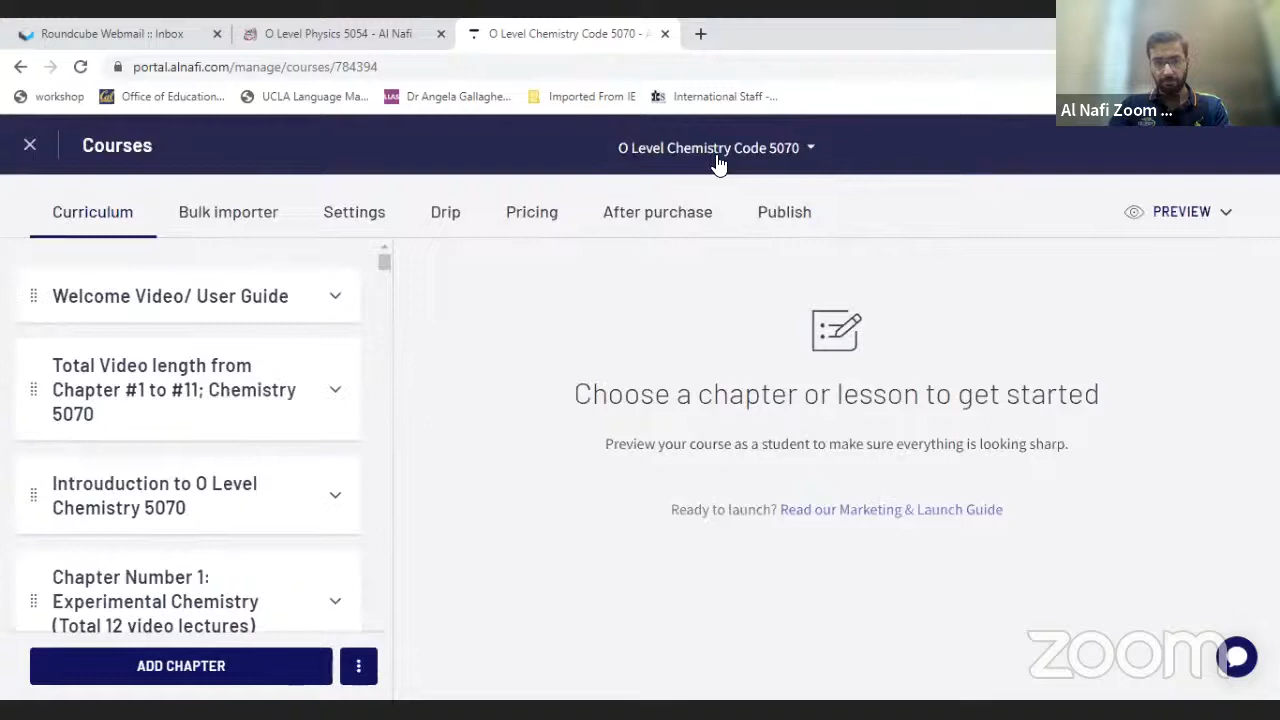 Roundcube Webmail :: Inbox
O Level Physics 5054 - Al Nafi
O Level Chemistry Code 5070 -
portal.alnafi.com/manage/courses/784394
workshop
Cal
Office of Education...
UCLA Language Ma...
LLAS
Dr Angela Gallaghe...
Imported From IE
International Staff -...
Al Nafi Zoom ...
Courses
O Level Chemistry Code 5070
Curriculum
Bulk importer
Settings
Drip
Pricing
After purchase
Publish
PREVIEW
Welcome Video/ User Guide
Total Video length from
Chapter #1 to #11; Chemistry
5070
Introuduction to O Level
Chemistry 5070
Chapter Number 1:
Experimental Chemistry
(Total 12 video lectures)
ADD CHAPTER
Choose a chapter or lesson to get started
Preview your course as a student to make sure everything is looking sharp.
Ready to launch? Read our Marketing & Launch Guide
zoom